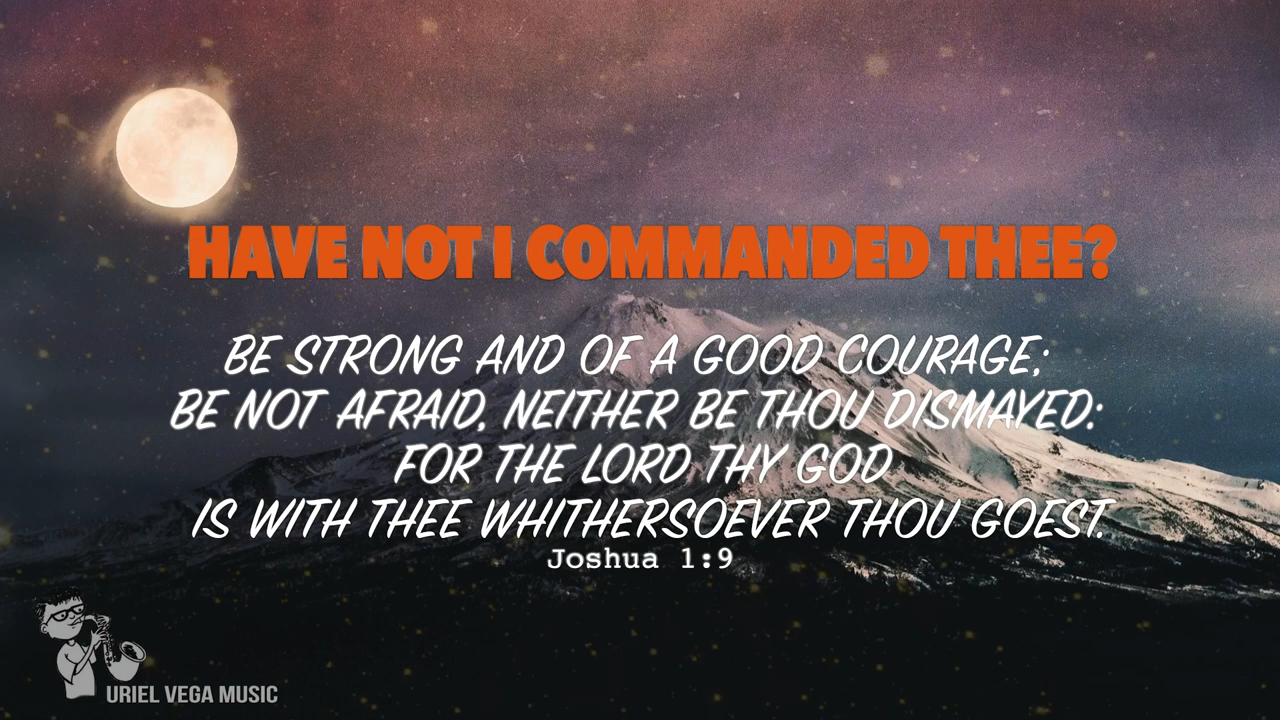 HAVE NOT I COMMANDED THEE?
BE STRONG AND OF A GOOD COURAGE;
BE NOT AFRAID, NEITHER BE THOU DISMAYED:
FOR THE LORD THY GOD
IS WITH THEE WHITHERSOEVER THOU GOEST.
Joshua 1:9
URIEL VEGA MUSIC